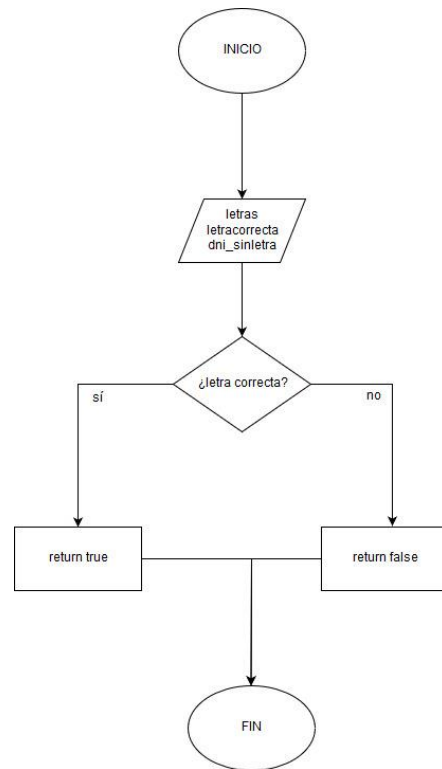 INICIO
letras
letracorrecta
dni_sinletra
¿letra correcta?
sí
no
return true
return false
FIN